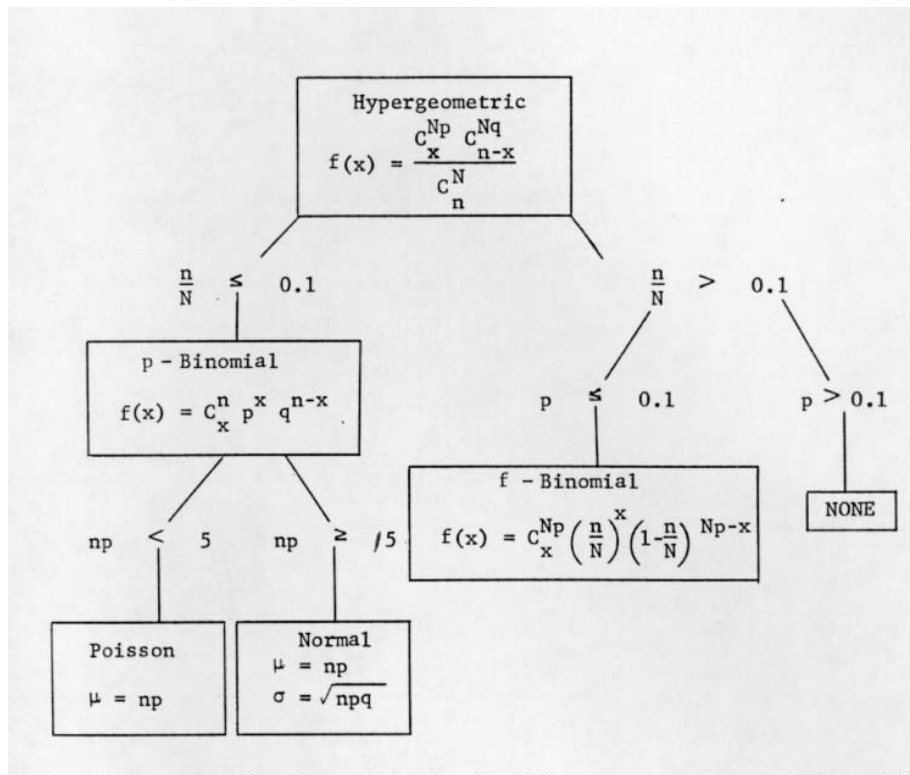 Hypergeometric
f(x) = C^Np_x C^Nq_n-x / C^N_n
n/N ≤ 0.1
n/N > 0.1
p - Binomial
f(x) = C^n_x p^x q^n-x
p ≤ 0.1
p > 0.1
f - Binomial
f(x) = C^Np_x (n/N)^x (1-n/N)^Np-x
NONE
np < 5
np ≥ 5
Poisson
μ = np
Normal
μ = np
σ = √npq